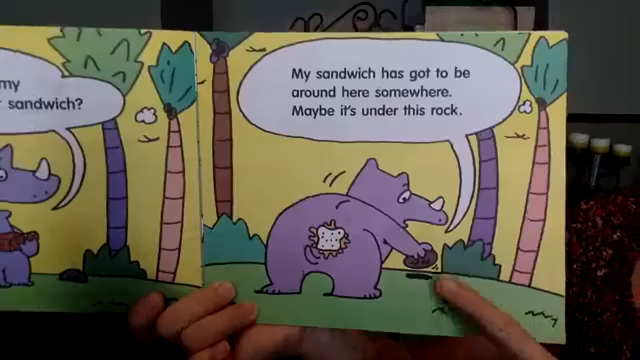 my
sandwich?
My sandwich has got to be
around here somewhere.
Maybe it's under this rock.